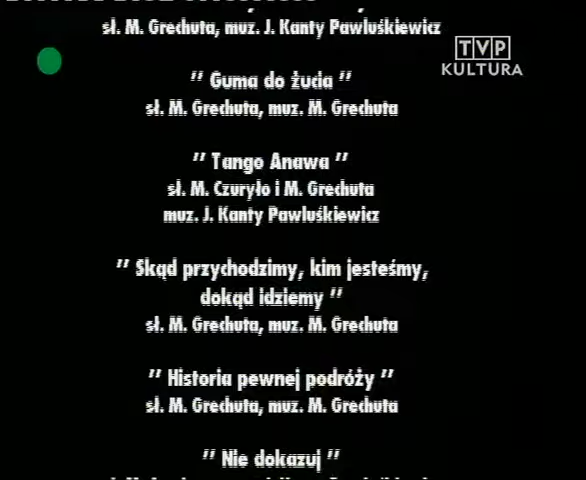 sł. M. Grechuta, muz. J. Kanty Pawluśkiewicz
TVP
KULTURA
" Guma do żucia "
sł. M. Grechuta, muz. M. Grechuta
" Tango Anawa "
sł. M. Czuryło i M. Grechuta
muz. J. Kanty Pawluśkiewicz
" Skąd przychodzimy, kim jesteśmy,
dokąd idziemy "
sł. M. Grechuta, muz. M. Grechuta
" Historia pewnej podróży "
sł. M. Grechuta, muz. M. Grechuta
" Nie dokazuj "